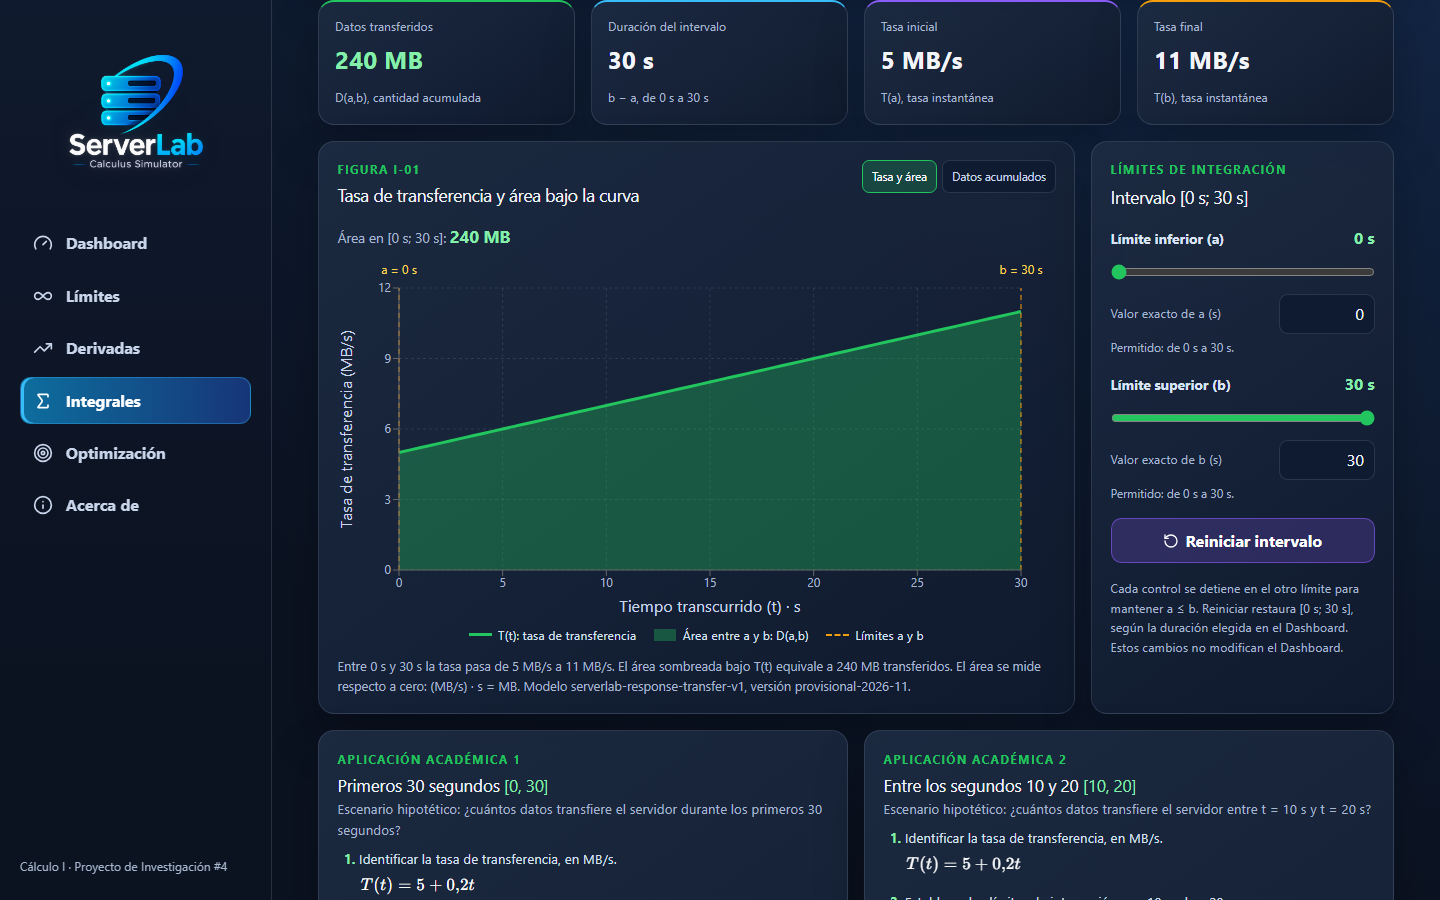 ServerLab
Calculus Simulator
Dashboard
Límites
Derivadas
Integrales
Optimización
Acerca de
Cálculo I · Proyecto de Investigación #4
Datos transferidos
240 MB
D(a,b), cantidad acumulada
Duración del intervalo
30 s
b − a, de 0 s a 30 s
Tasa inicial
5 MB/s
T(a), tasa instantánea
Tasa final
11 MB/s
T(b), tasa instantánea
FIGURA I-01
Tasa de transferencia y área bajo la curva
Tasa y área
Datos acumulados
Área en [0 s; 30 s]: 240 MB
a = 0 s
b = 30 s
12
9
6
3
0
Tasa de transferencia (MB/s)
0 5 10 15 20 25 30
Tiempo transcurrido (t) · s
T(t): tasa de transferencia
Área entre a y b: D(a,b)
Límites a y b
Entre 0 s y 30 s la tasa pasa de 5 MB/s a 11 MB/s. El área sombreada bajo T(t) equivale a 240 MB transferidos. El área se mide
respecto a cero: (MB/s) · s = MB. Modelo serverlab-response-transfer-v1, versión provisional-2026-11.
LÍMITES DE INTEGRACIÓN
Intervalo [0 s; 30 s]
Límite inferior (a) 0 s
Valor exacto de a (s) 0
Permitido: de 0 s a 30 s.
Límite superior (b) 30 s
Valor exacto de b (s) 30
Permitido: de 0 s a 30 s.
Reiniciar intervalo
Cada control se detiene en el otro límite para
mantener a ≤ b. Reiniciar restaura [0 s; 30 s],
según la duración elegida en el Dashboard.
Estos cambios no modifican el Dashboard.
APLICACIÓN ACADÉMICA 1
Primeros 30 segundos [0, 30]
Escenario hipotético: ¿cuántos datos transfiere el servidor durante los primeros 30
segundos?
1. Identificar la tasa de transferencia, en MB/s.
T(t) = 5 + 0,2t
APLICACIÓN ACADÉMICA 2
Entre los segundos 10 y 20 [10, 20]
Escenario hipotético: ¿cuántos datos transfiere el servidor entre t = 10 s y t = 20 s?
1. Identificar la tasa de transferencia, en MB/s.
T(t) = 5 + 0,2t